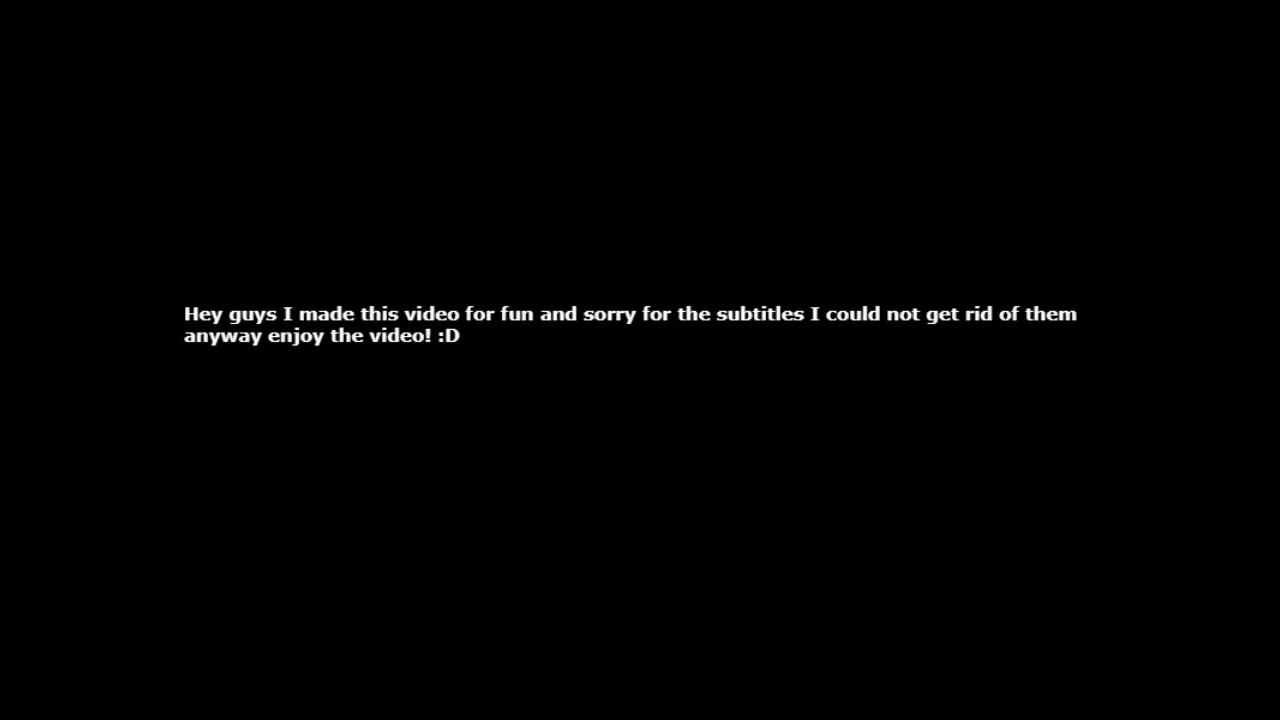 Hey guys I made this video for fun and sorry for the subtitles I could not get rid of them
anyway enjoy the video! :D